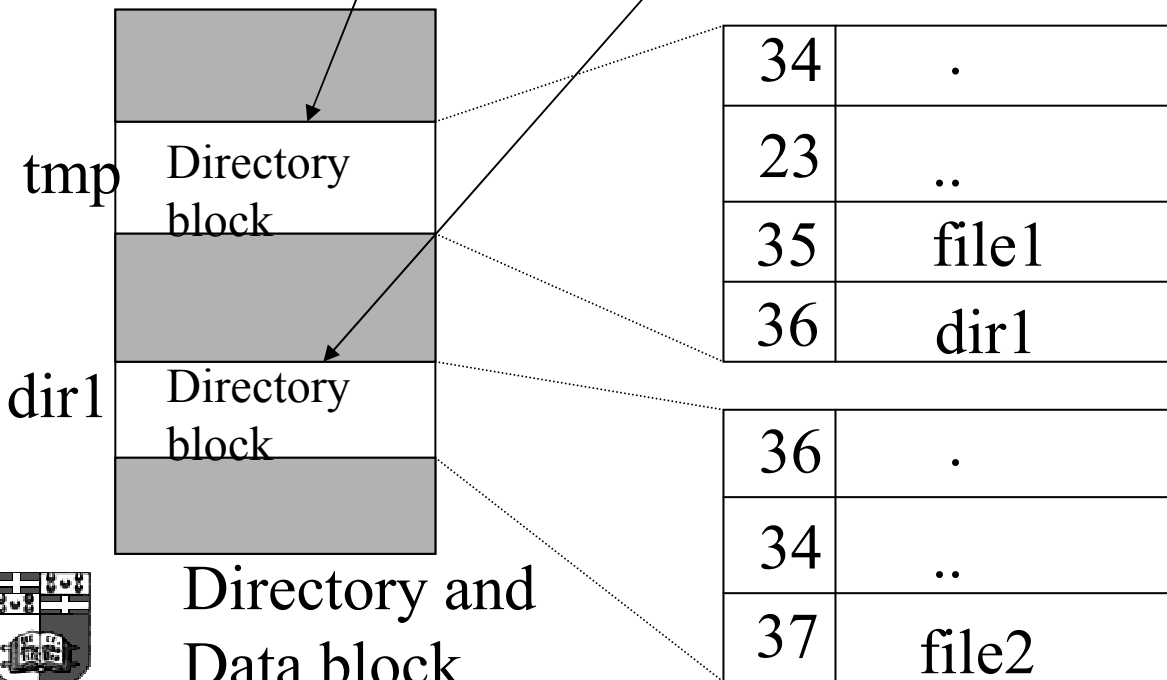 tmp
Directory
block
dir1
Directory
block
Directory and
Data block
34 .
23 ..
35 file1
36 dir1
36 .
34 ..
37 file2